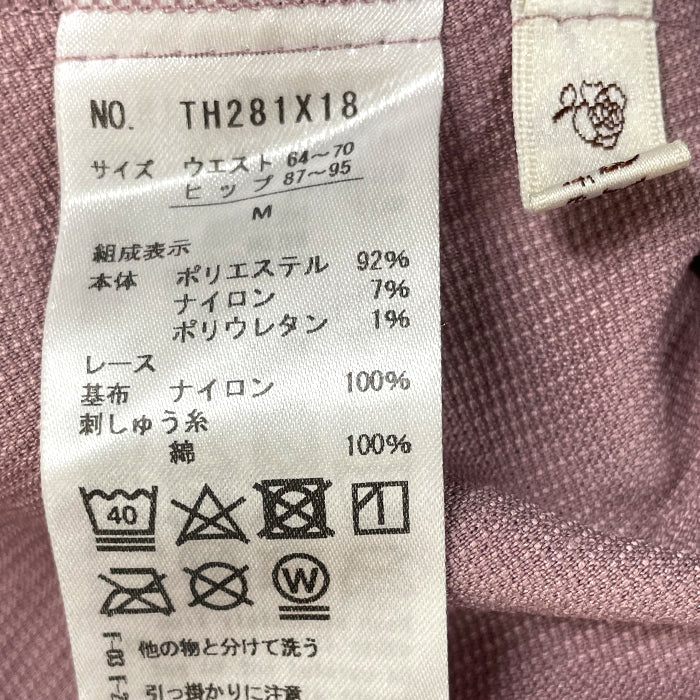 NO. TH281X18
サイズ ウエスト 64～70
ヒップ 87～95
M
組成表示
本体 ポリエステル 92%
ナイロン 7%
ポリウレタン 1%
レース
基布 ナイロン 100%
刺しゅう糸
綿 100%
40
W
他の物と分けて洗う
引っ掛かりに注意